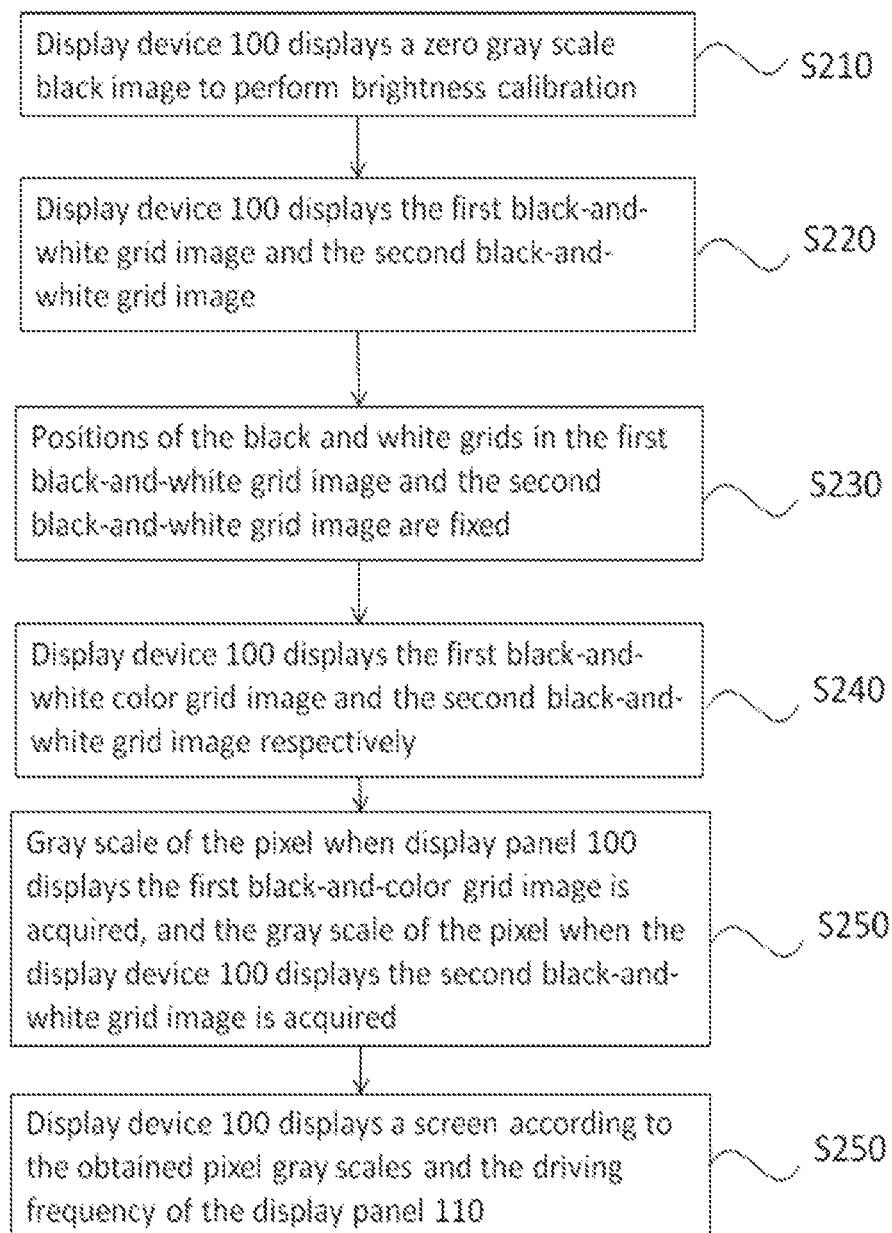 Display device 100 displays a zero gray scale
black image to perform brightness calibration
S210
Display device 100 displays the first black-and-
white grid image and the second black-and-
white grid image
S220
Positions of the black and white grids in the first
black-and-white grid image and the second
black-and-white grid image are fixed
S230
Display device 100 displays the first black-and-
white color grid image and the second black-and-
white grid image respectively
S240
Gray scale of the pixel when display panel 100
displays the first black-and-color grid image is
acquired, and the gray scale of the pixel when the
display device 100 displays the second black-and-
white grid image is acquired
S250
Display device 100 displays a screen according to
the obtained pixel gray scales and the driving
frequency of the display panel 110
S250